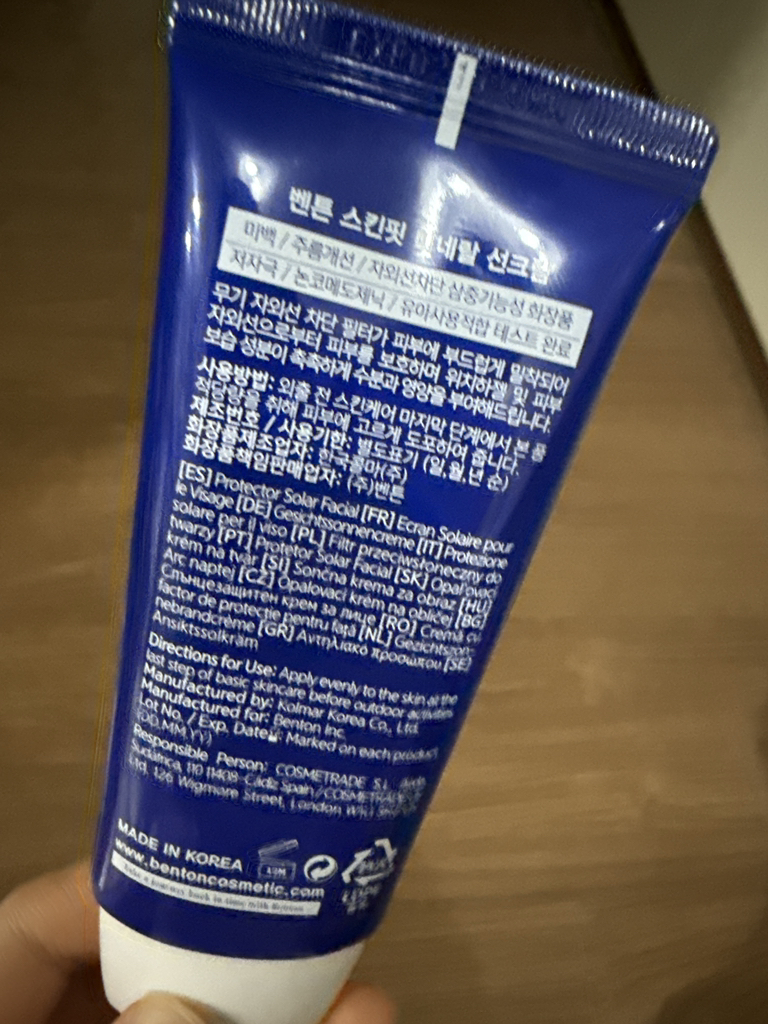 벤튼 스킨핏 미네랄 선크림
미백 / 주름개선 / 자외선차단 삼중기능성 화장품
저자극 / 논코메도제닉 / 유아사용적합 테스트 완료
무기 자외선 차단 필터가 피부에 부드럽게 밀착되어
자외선으로부터 피부를 보호하며 위치하젤 및 피부
보습 성분이 촉촉하게 수분과 영양을 부여해드립니다.
사용방법: 외출 전 스킨케어 마지막 단계에서 본 품
적당량을 취해 피부에 고르게 도포하여 줍니다.
제조번호 / 사용기한: 별도표기 (일,월,년 순)
화장품제조업자: 한국콜마(주)
화장품책임판매업자: (주)벤튼
[ES] Protector Solar Facial [FR] Ecran Solaire pour
le Visage [DE] Gesichtssonnencreme [IT] Protezione
solare per il viso [PL] Filtr przeciwsłoneczny do
twarzy [PT] Protetor Solar Facial [SK] Opaľovací
krém na tvár [SI] Sončna krema za obraz [HU]
Arc naptej [CZ] Opalovací krém na obličej [BG]
Слънцезащитен крем за лице [RO] Cremă cu
factor de protecție pentru față [NL] Gezichtszon-
nebrandcrème [GR] Αντηλιακό προσώπου [SE]
Ansiktssolkräm
Directions for Use: Apply evenly to the skin at the
last step of basic skincare before outdoor activities.
Manufactured by: Kolmar Korea Co., Ltd.
Manufactured for: Benton Inc.
Lot No. / Exp. Date: Marked on each product
(DD,MM,YY)
Responsible Person: COSMETRADE S.L.
Sudáfrica, 110 11408-Cádiz Spain / COSMETRADE
Ltd. 126 Wigmore Street, London
MADE IN KOREA
12M
www.bentoncosmetic.com
Take a journey back in time with Benton